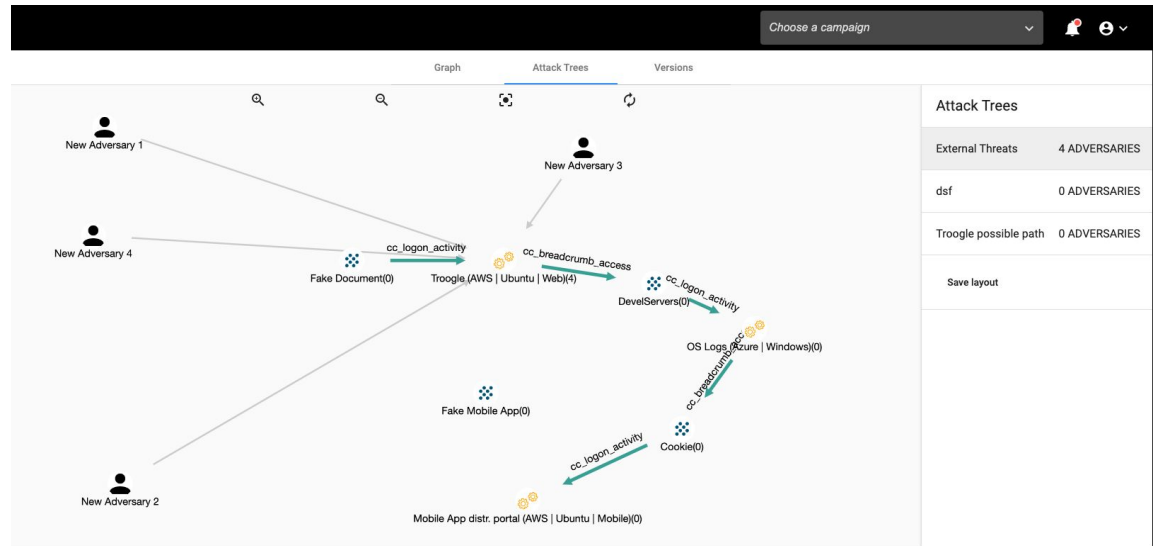 Choose a campaign
Graph
Attack Trees
Versions
New Adversary 1
New Adversary 3
New Adversary 4
cc_logon_activity
Fake Document(0)
Troogle (AWS | Ubuntu | Web)(4)
cc_breadcrumb_access
DevelServers(0)
cc_logon_activity
OS Logs (Azure | Windows)(0)
cc_breadcrumb_acc
Fake Mobile App(0)
Cookie(0)
cc_logon_activity
New Adversary 2
Mobile App distr. portal (AWS | Ubuntu | Mobile)(0)
Attack Trees
External Threats 4 ADVERSARIES
dsf 0 ADVERSARIES
Troogle possible path 0 ADVERSARIES
Save layout